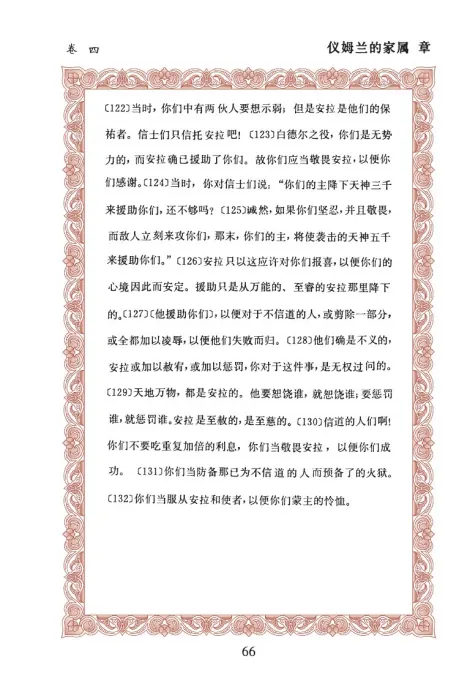 卷 四
仪姆兰的家属 章
〔122〕当时，你们中有两伙人要想示弱；但是安拉是他们的保
祐者。信士们只信托安拉吧！〔123〕白德尔之役，你们是无势
力的，而安拉确已援助了你们。故你们应当敬畏安拉，以便你
们感谢。〔124〕当时，你对信士们说：“你们的主降下天神三千
来援助你们，还不够吗？〔125〕诚然，如果你们坚忍，并且敬畏，
而敌人立刻来攻你们，那末，你们的主，将使袭击的天神五千
来援助你们。”〔126〕安拉只以这应许对你们报喜，以便你们的
心境因此而安定。援助只是从万能的、至睿的安拉那里降下
的。〔127〕〔他援助你们〕，以便对于不信道的人，或剪除一部分，
或全部加以凌辱，以便他们失败而归。〔128〕他们确是不义的，
安拉或加以赦宥，或加以惩罚，你对于这件事，是无权过问的。
〔129〕天地万物，都是安拉的。他要恕饶谁，就恕饶谁；要惩罚
谁，就惩罚谁。安拉是至赦的，是至慈的。〔130〕信道的人们啊！
你们不要吃重复加倍的利息，你们当敬畏安拉，以便你们成
功。〔131〕你们当防备那已为不信道的人而预备了的火狱。
〔132〕你们当服从安拉和使者，以便你们蒙主的怜恤。
66